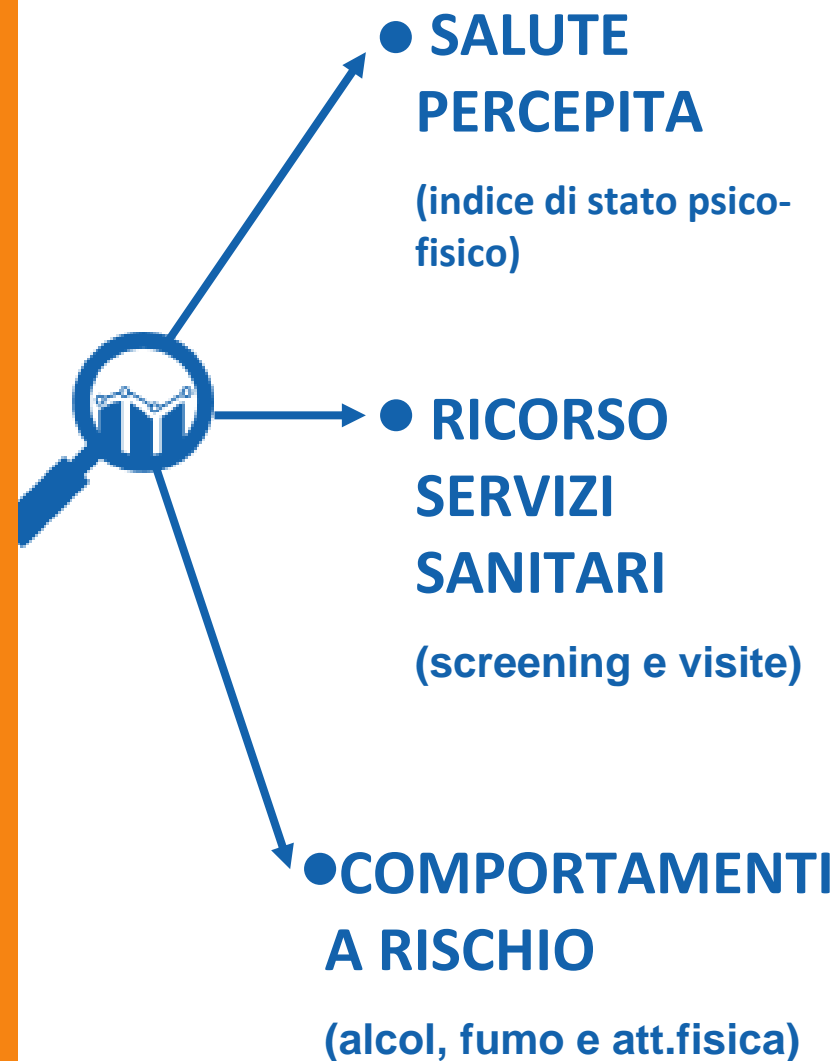 ● SALUTE
PERCEPITA
(indice di stato psico-
fisico)
● RICORSO
SERVIZI
SANITARI
(screening e visite)
●COMPORTAMENTI
A RISCHIO
(alcol, fumo e att.fisica)